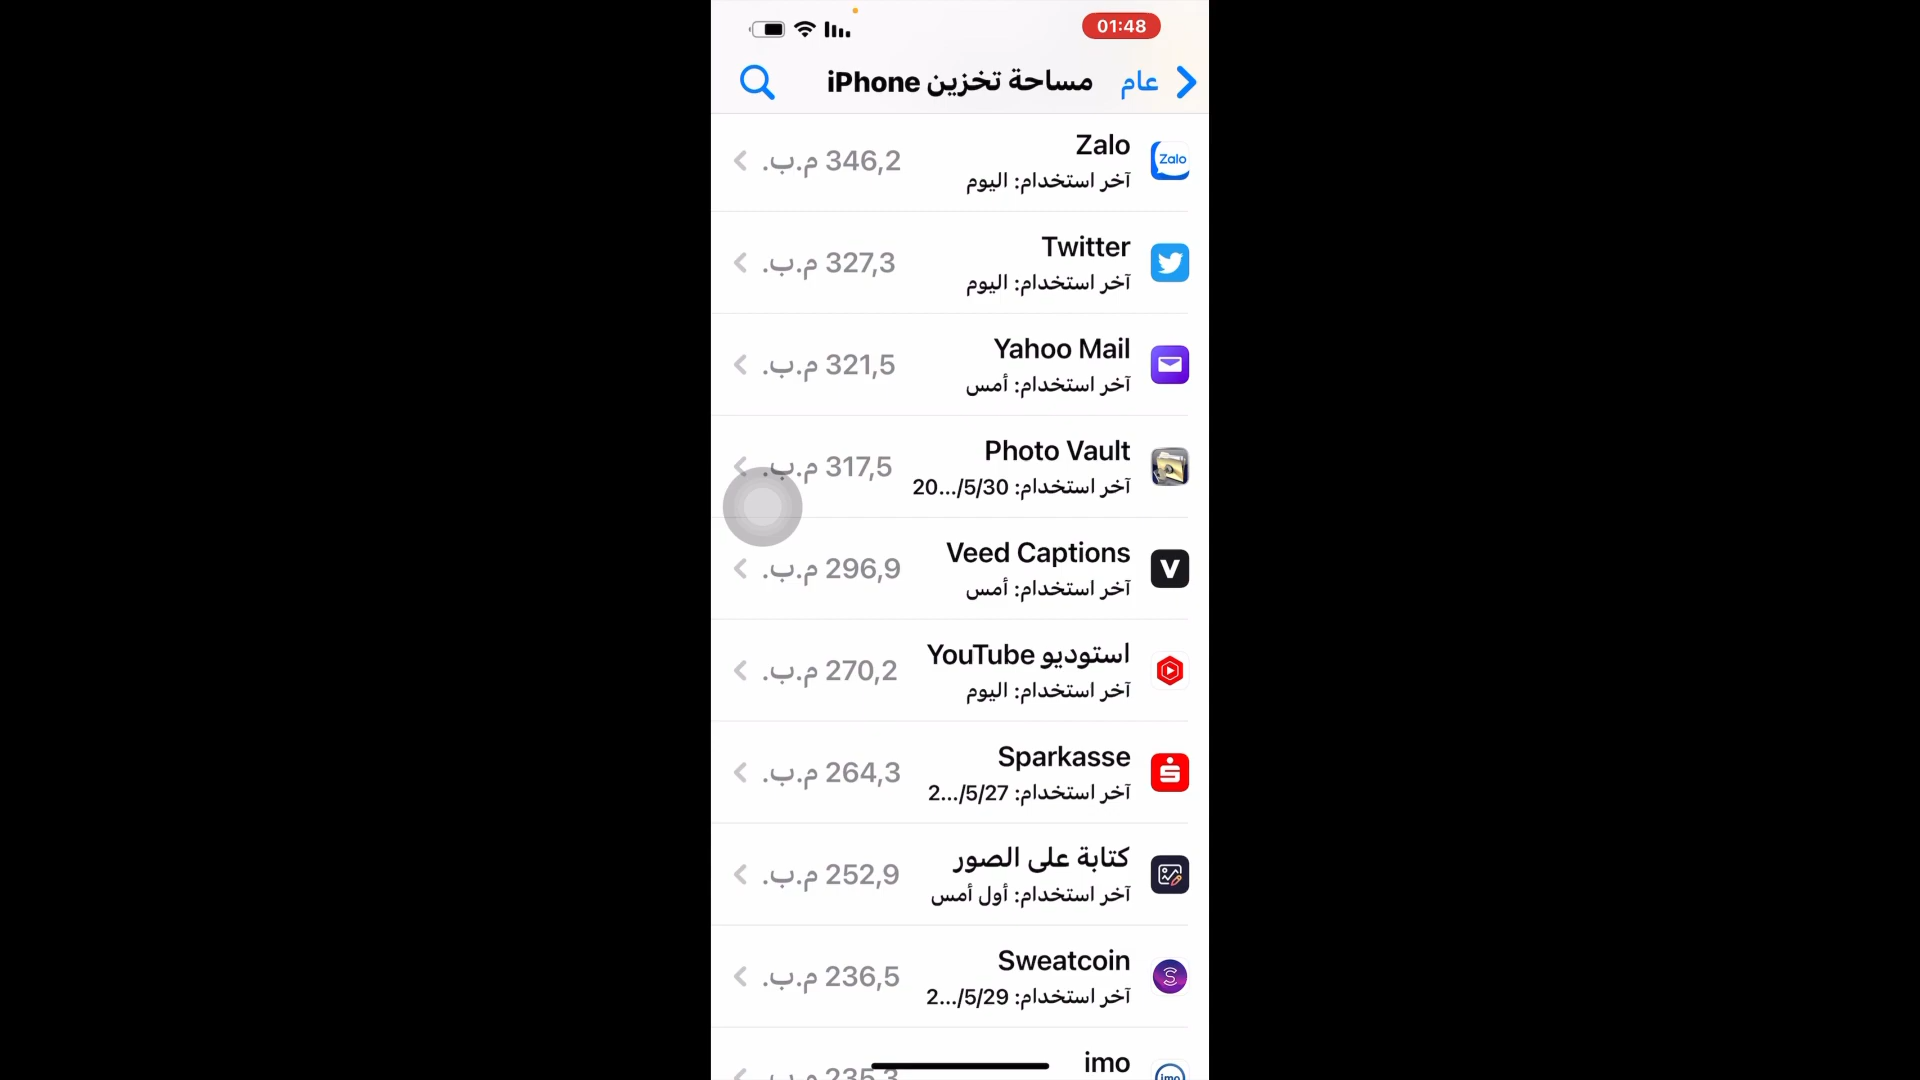 01:48
عام
مساحة تخزين iPhone
Zalo
Zalo
346,2 م.ب.
آخر استخدام: اليوم
Twitter
327,3 م.ب.
آخر استخدام: اليوم
Yahoo Mail
321,5 م.ب.
آخر استخدام: أمس
Photo Vault
317,5 م.ب.
آخر استخدام: 30/5/...20
V
Veed Captions
296,9 م.ب.
آخر استخدام: أمس
استوديو YouTube
270,2 م.ب.
آخر استخدام: اليوم
Sparkasse
264,3 م.ب.
آخر استخدام: 27/5/...2
كتابة على الصور
252,9 م.ب.
آخر استخدام: أول أمس
Sweatcoin
236,5 م.ب.
آخر استخدام: 29/5/...2
imo
imo
235,3 م.ب.